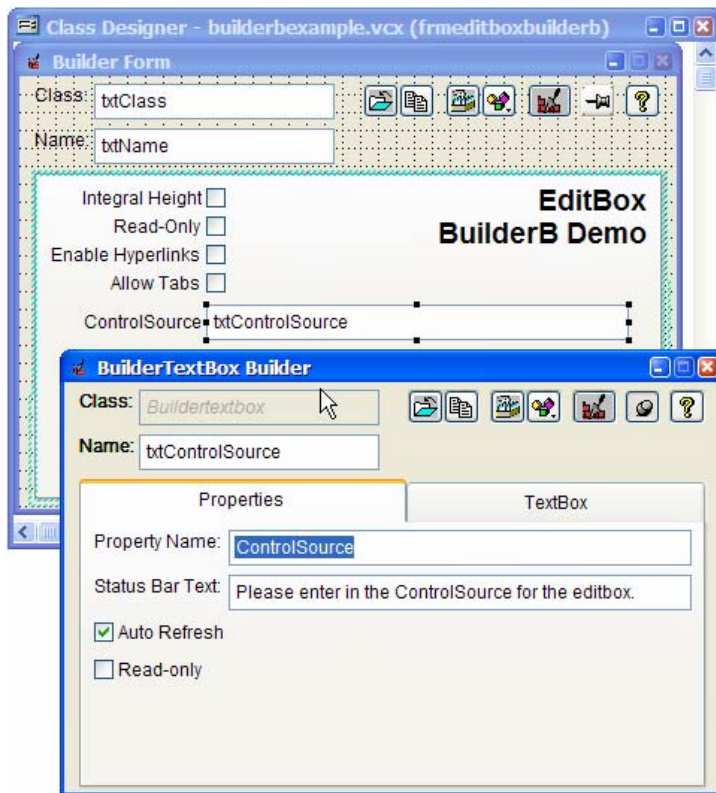 Class Designer - builderbexample.vcx (frmeditboxbuilderb)
Builder Form
Class: txtClass
Name: txtName
Integral Height
Read-Only
Enable Hyperlinks
Allow Tabs
EditBox
BuilderB Demo
ControlSource txtControlSource
BuilderTextBox Builder
Class: Buildertextbox
Name: txtControlSource
Properties TextBox
Property Name: ControlSource
Status Bar Text: Please enter in the ControlSource for the editbox.
Auto Refresh
Read-only